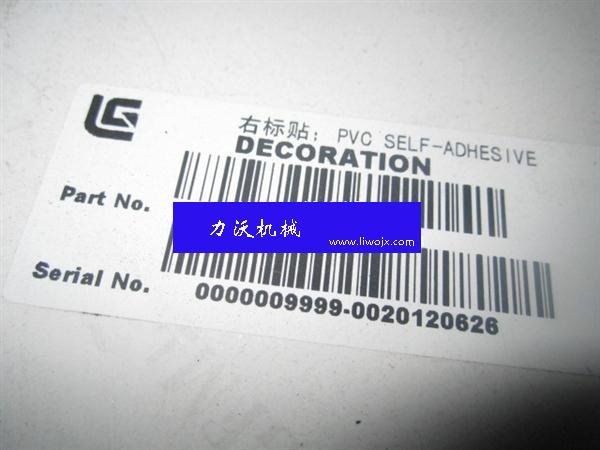 LG
右标贴: PVC SELF-ADHESIVE
DECORATION
Part No.
力沃机械
www.liwojx.com
Serial No.
0000009999-0020120626